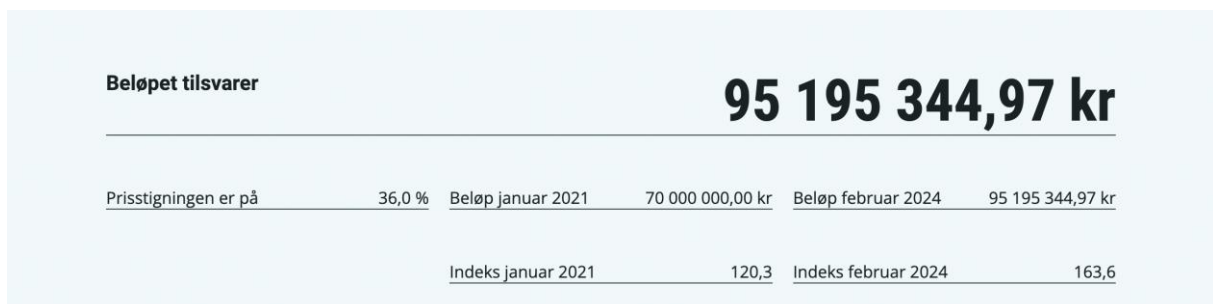 Beløpet tilsvarer 95 195 344,97 kr
Prisstigningen er på 36,0 % Beløp januar 2021 70 000 000,00 kr Beløp februar 2024 95 195 344,97 kr
Indeks januar 2021 120,3 Indeks februar 2024 163,6